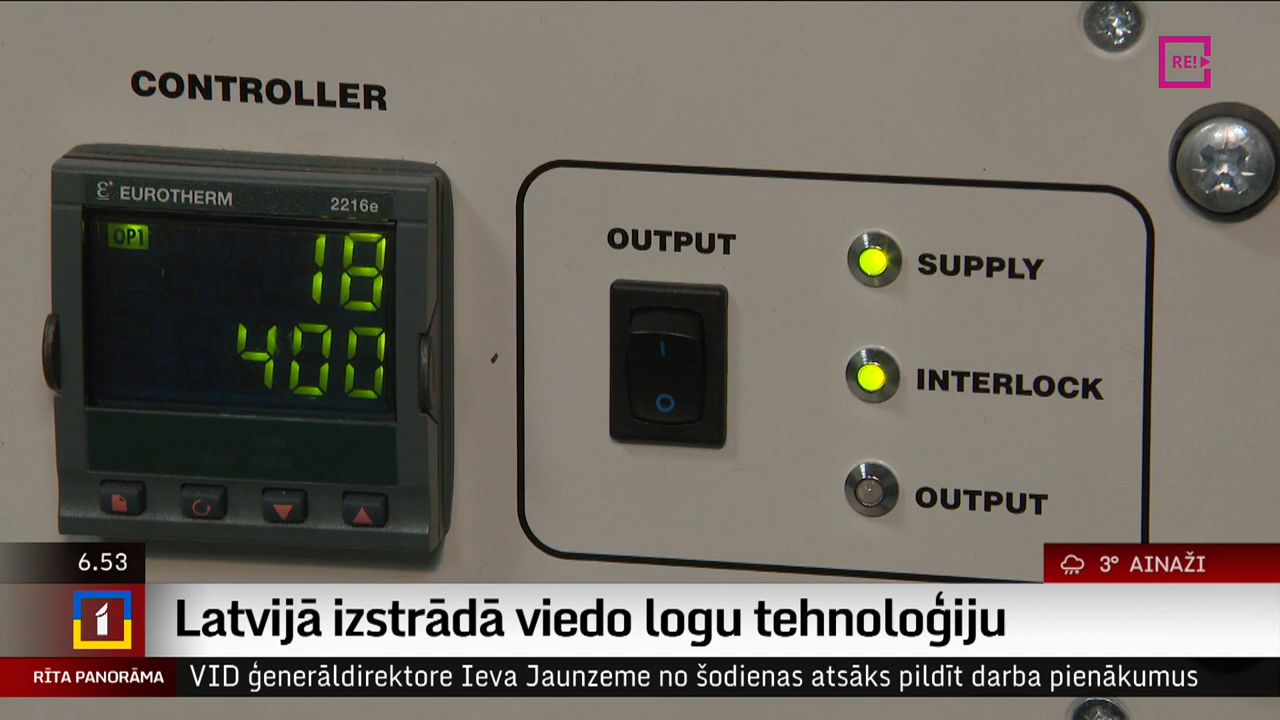 RE!
CONTROLLER
EUROTHERM
2216e
OP1
18
400
OUTPUT
I
O
SUPPLY
INTERLOCK
OUTPUT
6.53
3° AINAŽI
1
Latvijā izstrādā viedo logu tehnoloģiju
RĪTA PANORĀMA
VID ģenerāldirektore Ieva Jaunzeme no šodienas atsāks pildīt darba pienākumus